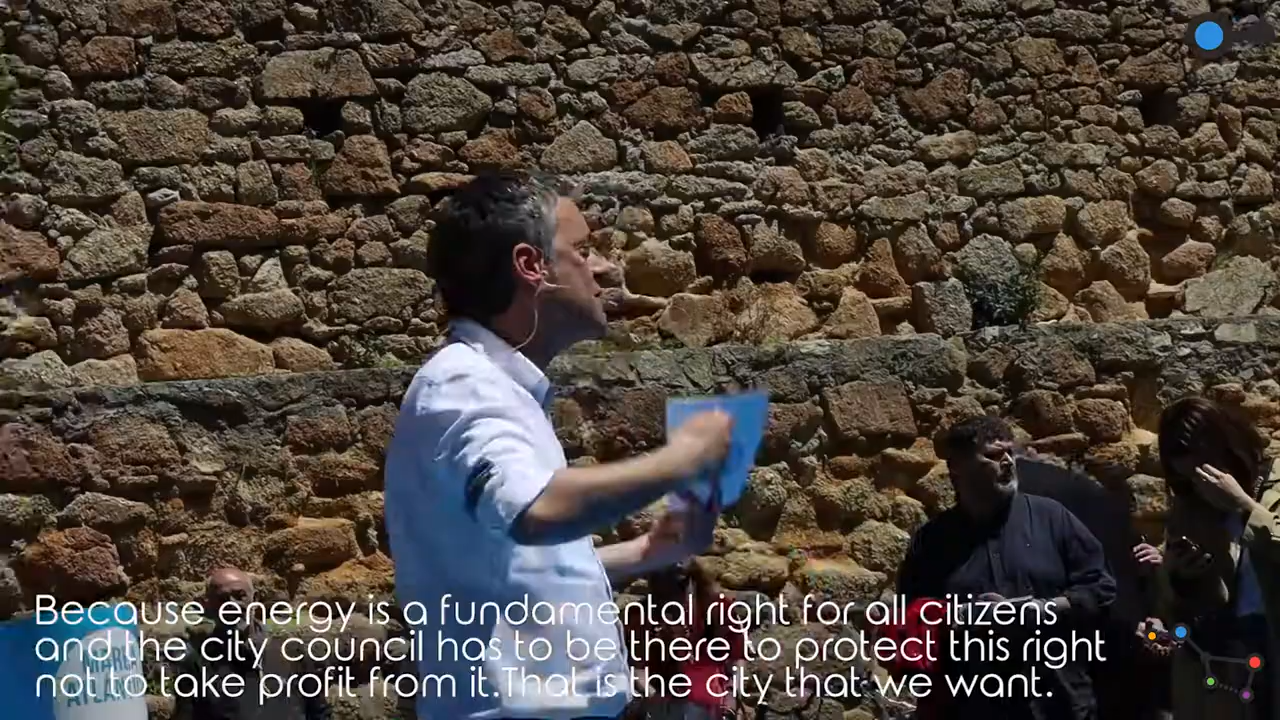 Because energy is a fundamental right for all citizens
and the city council has to be there to protect this right
not to take profit from it.That is the city that we want.